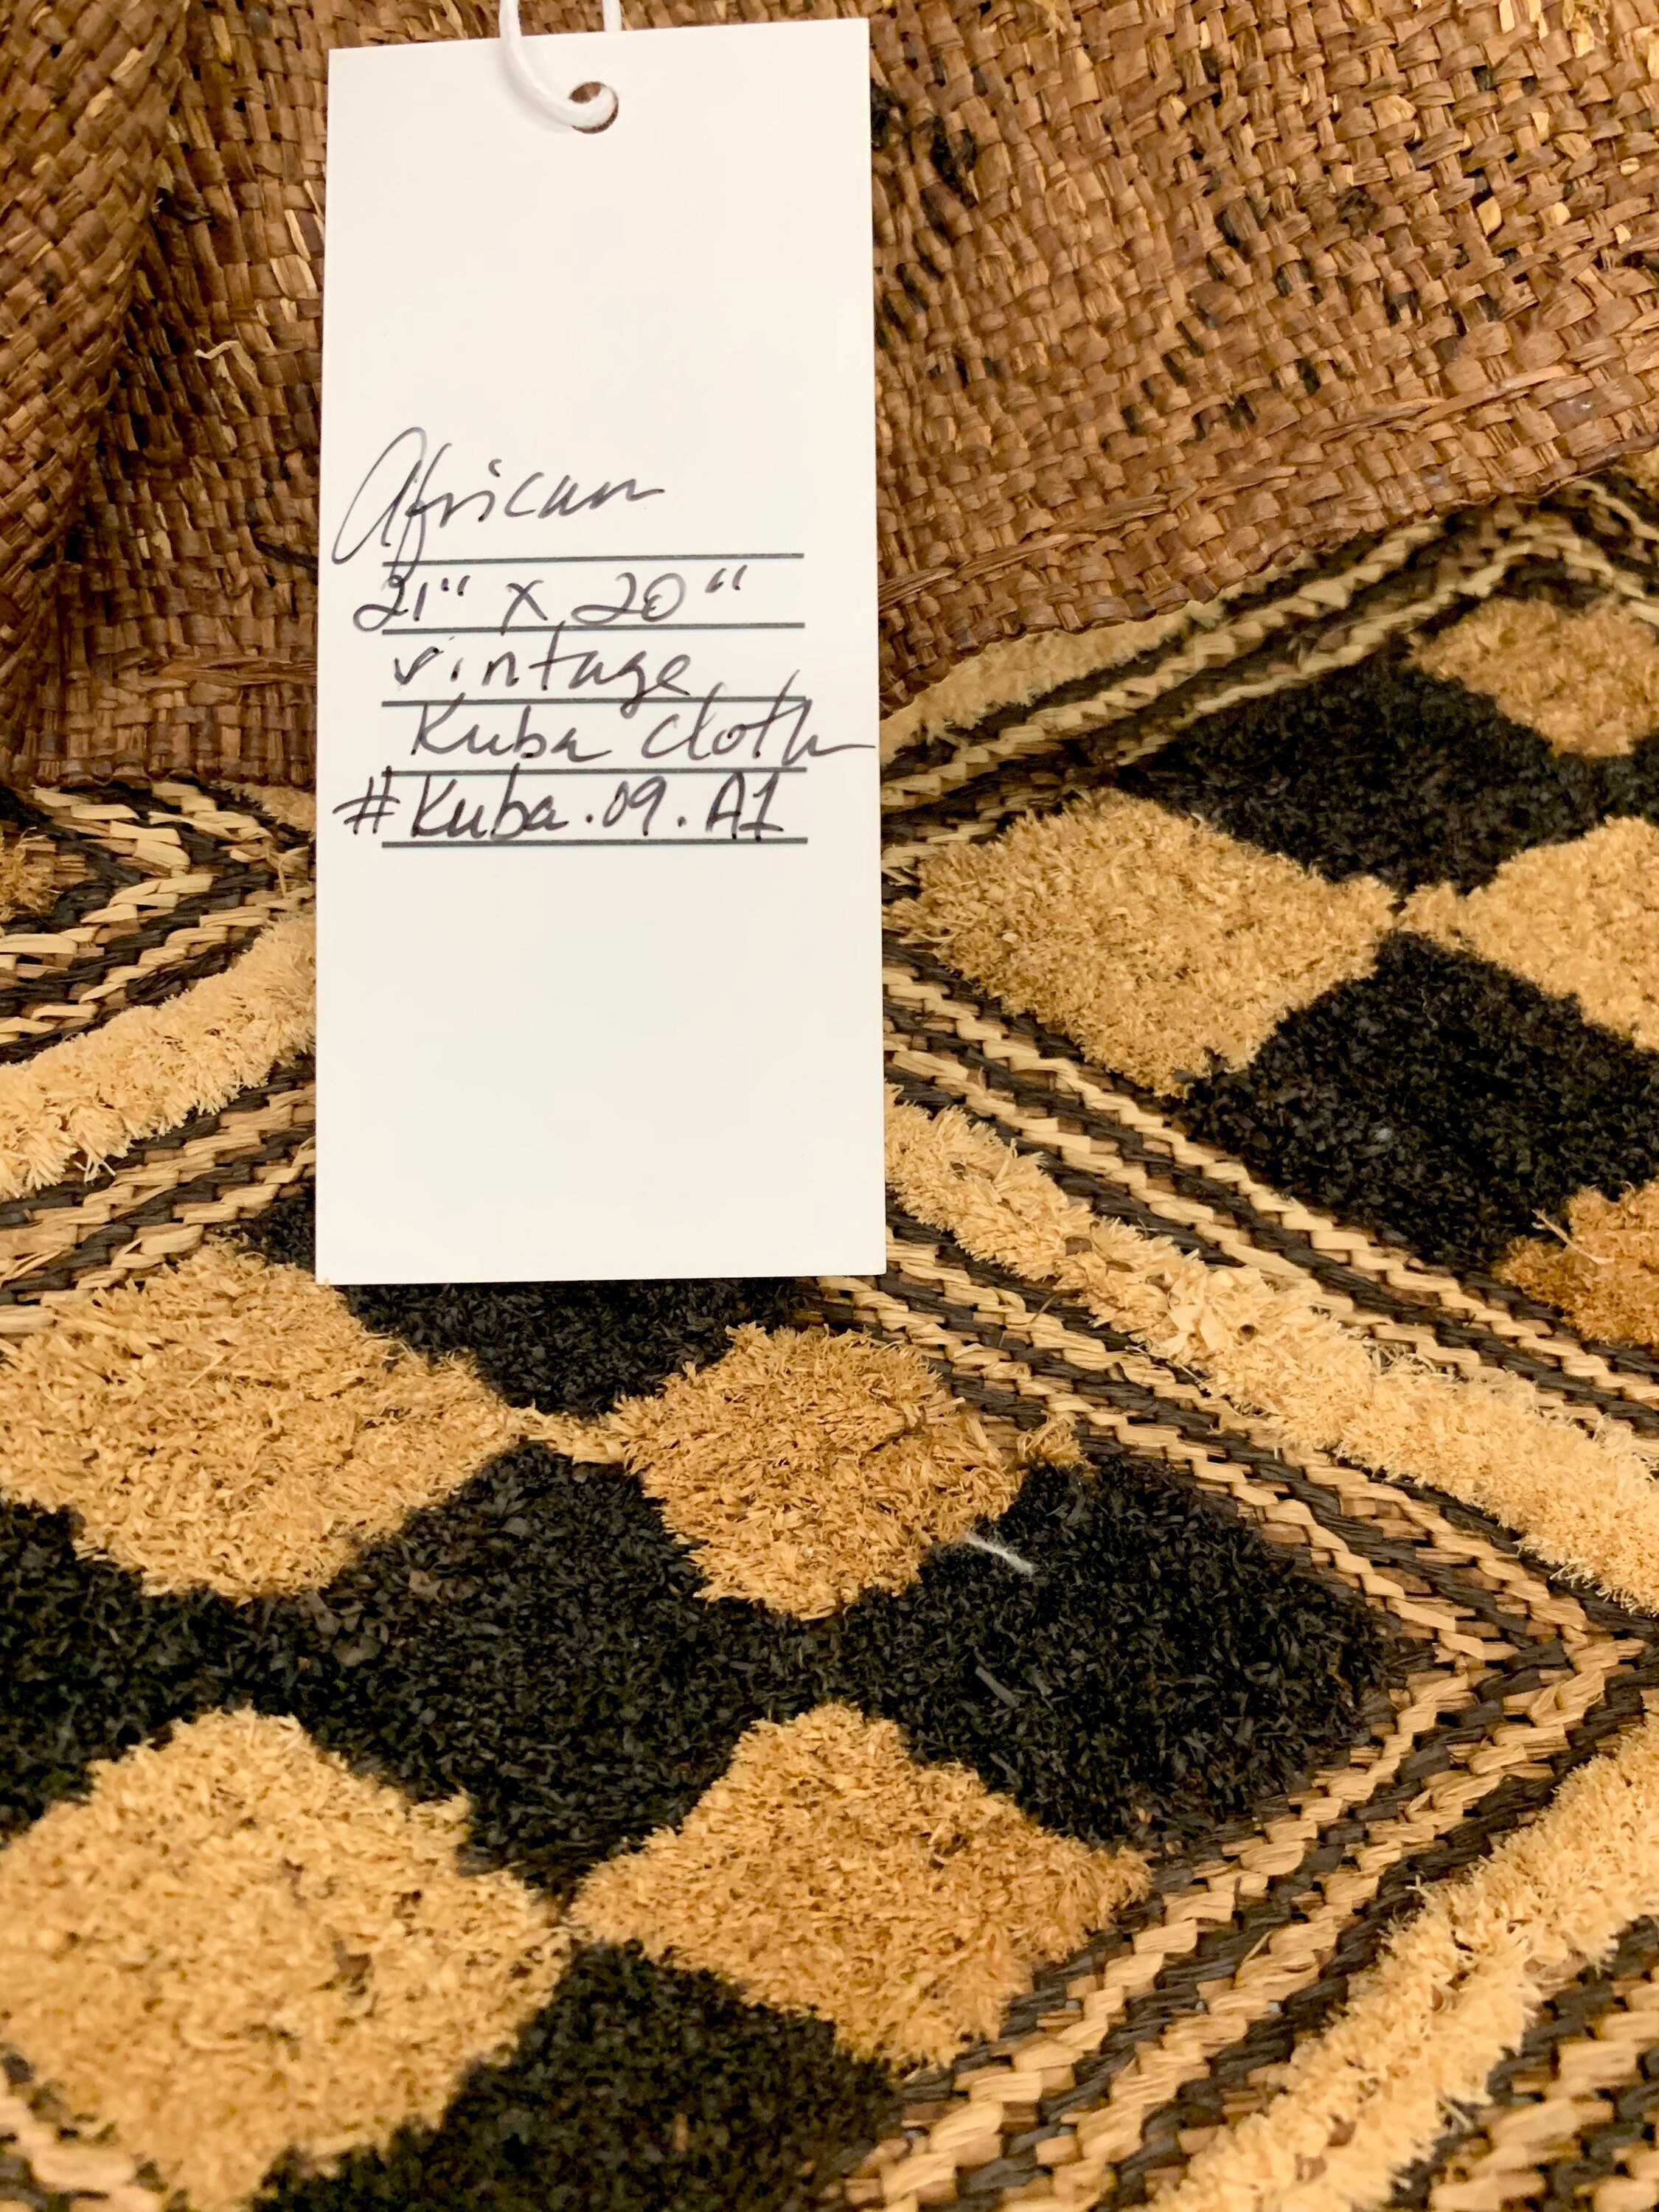 African
21" x 20"
vintage
Kuba cloth
#Kuba.09.A1